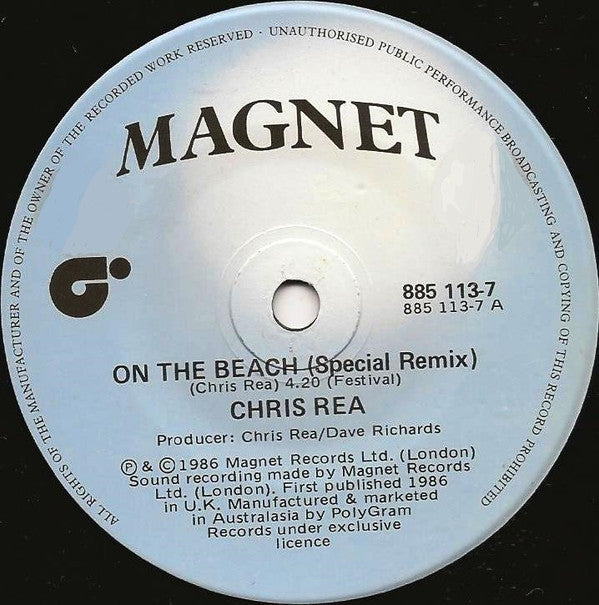 ALL RIGHTS OF THE MANUFACTURER AND OF THE OWNER OF THE RECORDED WORK RESERVED · UNAUTHORISED PUBLIC PERFORMANCE BROADCASTING AND COPYING OF THIS RECORD PROHIBITED
MAGNET
885 113-7
885 113-7 A
ON THE BEACH (Special Remix)
(Chris Rea) 4.20 (Festival)
CHRIS REA
Producer: Chris Rea/Dave Richards
℗ & © 1986 Magnet Records Ltd. (London)
Sound recording made by Magnet Records
Ltd. (London). First published 1986
in U.K. Manufactured & marketed
in Australasia by PolyGram
Records under exclusive
licence